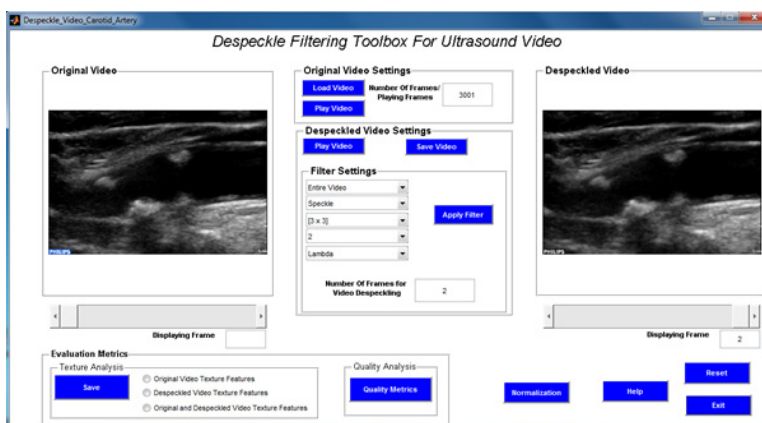 Despeckle_Video_Carotid_Artery
Despeckle Filtering Toolbox For Ultrasound Video
Original Video
PHILIPS
Displaying Frame
Original Video Settings
Load Video
Number Of Frames/
Playing Frames
3001
Play Video
Despeckled Video Settings
Play Video
Save Video
Filter Settings
Entire Video
Speckle
[3 x 3]
2
Lambda
Apply Filter
Number Of Frames for
Video Despeckling
2
Despeckled Video
PHILIPS
Displaying Frame
2
Evaluation Metrics
Texture Analysis
Save
Original Video Texture Features
Despeckled Video Texture Features
Original and Despeckled Video Texture Features
Quality Analysis
Quality Metrics
Normalization
Help
Reset
Exit